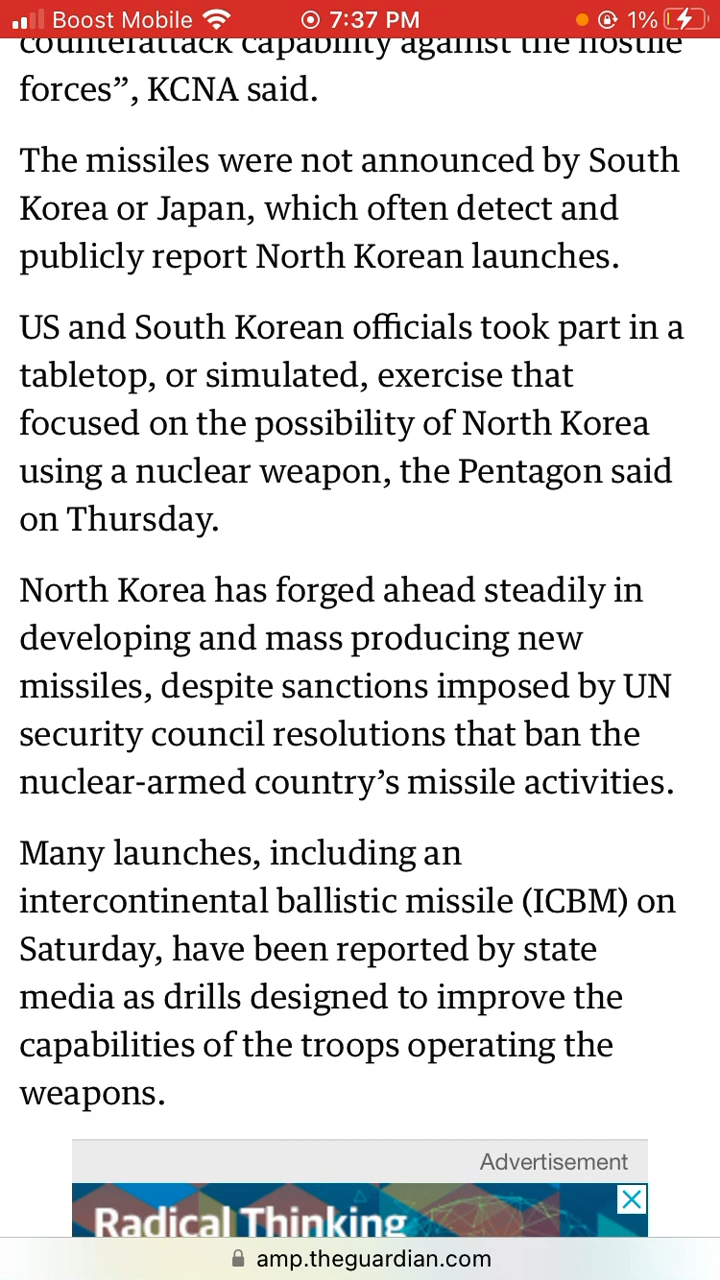 Boost Mobile 7:37 PM 1%
counterattack capability against the hostile
forces”, KCNA said.
The missiles were not announced by South
Korea or Japan, which often detect and
publicly report North Korean launches.
US and South Korean officials took part in a
tabletop, or simulated, exercise that
focused on the possibility of North Korea
using a nuclear weapon, the Pentagon said
on Thursday.
North Korea has forged ahead steadily in
developing and mass producing new
missiles, despite sanctions imposed by UN
security council resolutions that ban the
nuclear-armed country’s missile activities.
Many launches, including an
intercontinental ballistic missile (ICBM) on
Saturday, have been reported by state
media as drills designed to improve the
capabilities of the troops operating the
weapons.
Advertisement
Radical Thinking
amp.theguardian.com